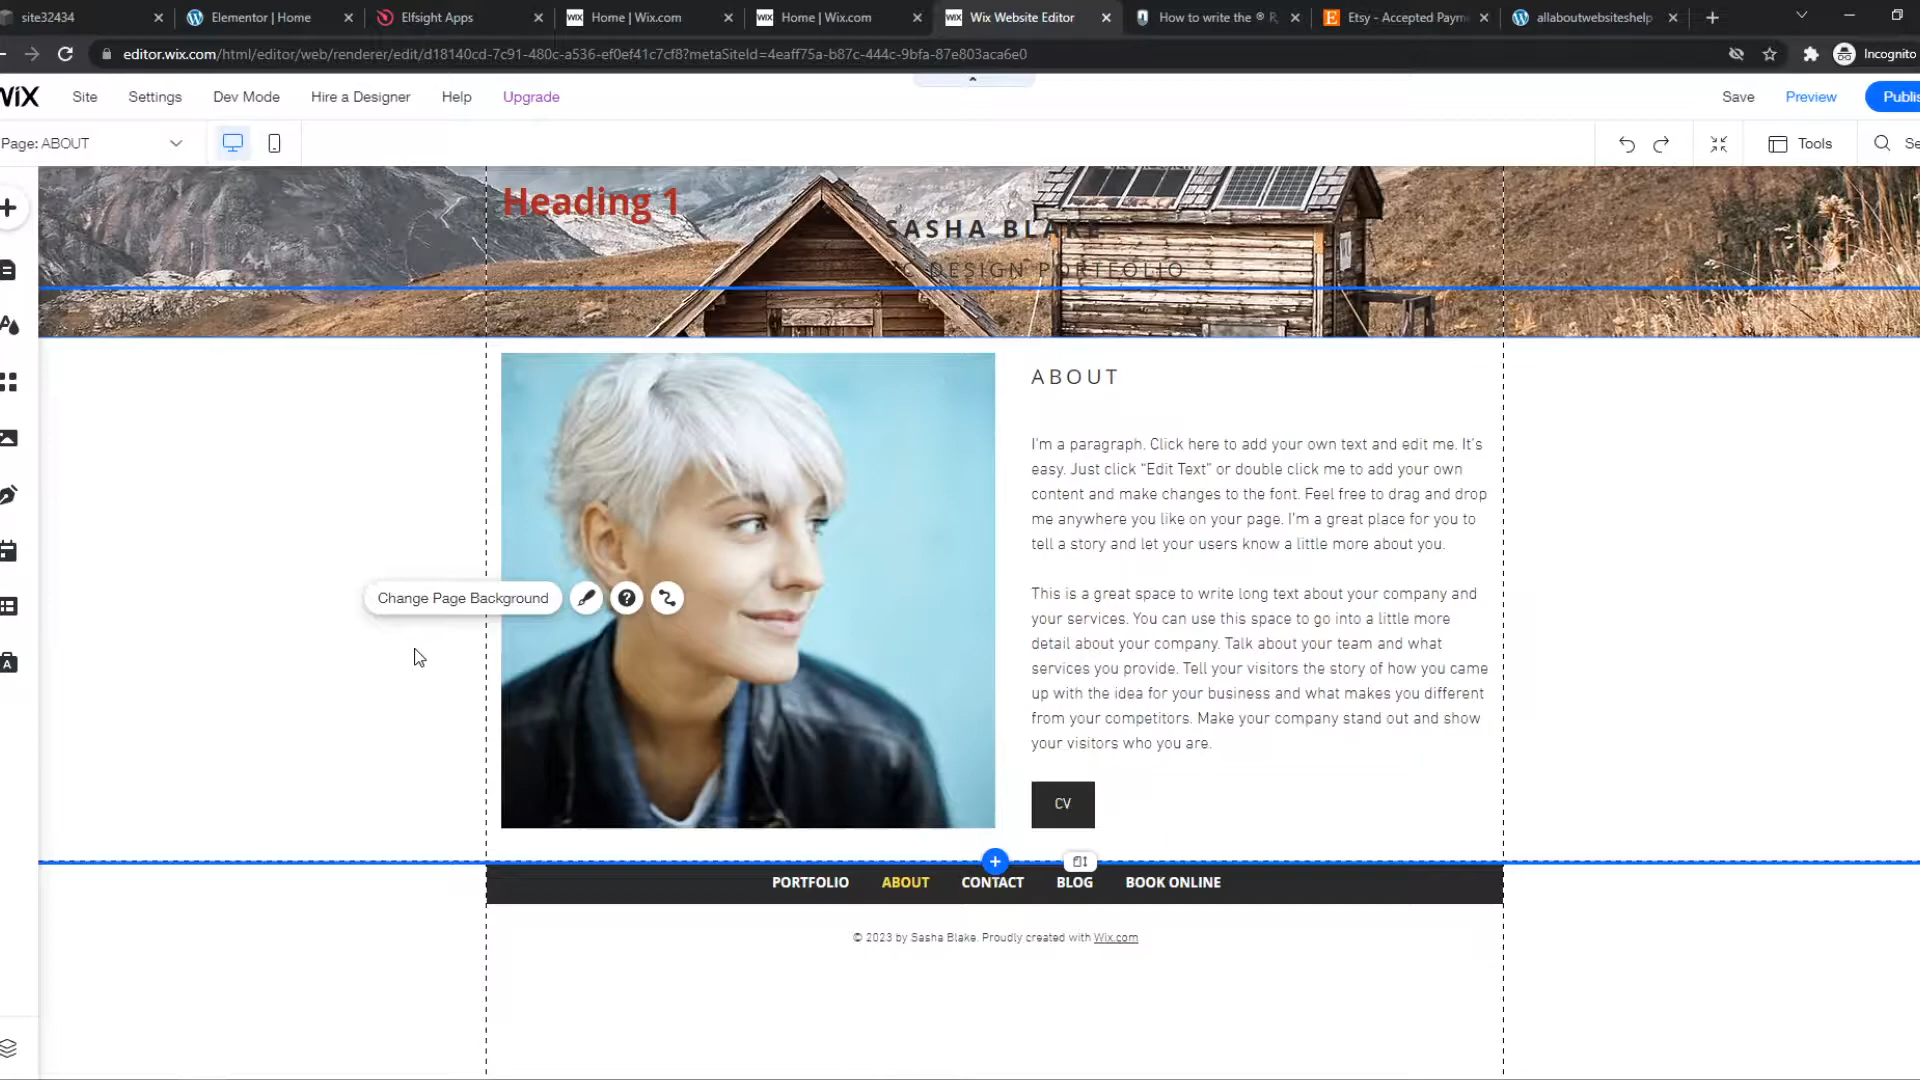 site32434
Elementor | Home
Elfsight Apps
Home | Wix.com
Home | Wix.com
Wix Website Editor
How to write the ®
Etsy - Accepted Paym
allaboutwebsiteshelp
editor.wix.com/html/editor/web/renderer/edit/d18140cd-7c91-480c-a536-ef0ef41c7cf8?metaSiteId=4eaff75a-b87c-444c-9bfa-87e803aca6e0
Incognito
WiX
Site
Settings
Dev Mode
Hire a Designer
Help
Upgrade
Save
Preview
Publis
Page: ABOUT
Tools
Se
Heading 1
SASHA BLAKE
C DESIGN PORTFOLIO
ABOUT
I'm a paragraph. Click here to add your own text and edit me. It's
easy. Just click “Edit Text” or double click me to add your own
content and make changes to the font. Feel free to drag and drop
me anywhere you like on your page. I'm a great place for you to
tell a story and let your users know a little more about you.
This is a great space to write long text about your company and
your services. You can use this space to go into a little more
detail about your company. Talk about your team and what
services you provide. Tell your visitors the story of how you came
up with the idea for your business and what makes you different
from your competitors. Make your company stand out and show
your visitors who you are.
Change Page Background
CV
PORTFOLIO
ABOUT
CONTACT
BLOG
BOOK ONLINE
© 2023 by Sasha Blake. Proudly created with Wix.com